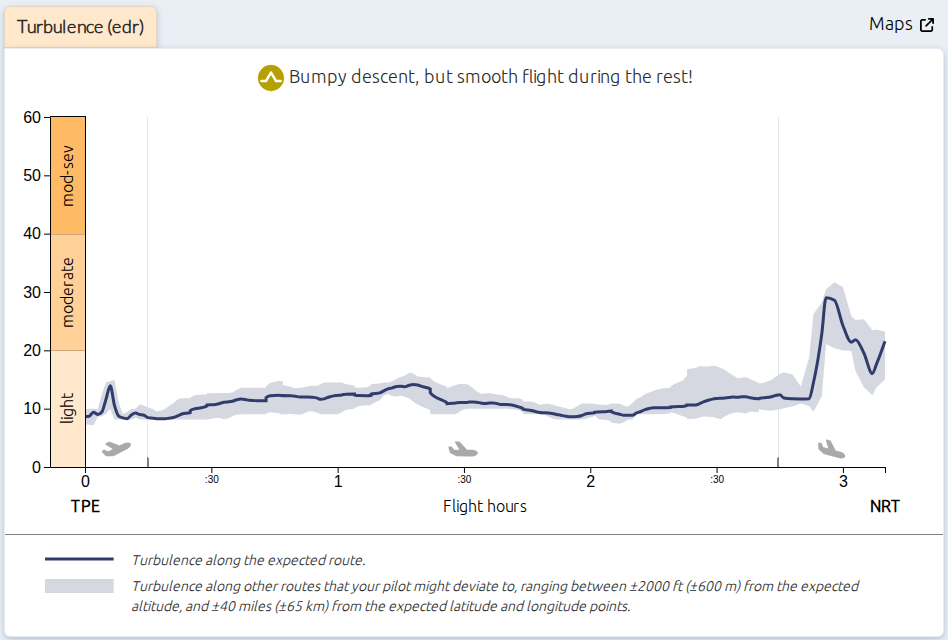 Turbulence (edr)
Maps
Bumpy descent, but smooth flight during the rest!
60
50
40
30
20
10
0
mod-sev
moderate
light
0 :30 1 :30 2 :30 3
TPE Flight hours NRT
Turbulence along the expected route.
Turbulence along other routes that your pilot might deviate to, ranging between ±2000 ft (±600 m) from the expected
altitude, and ±40 miles (±65 km) from the expected latitude and longitude points.